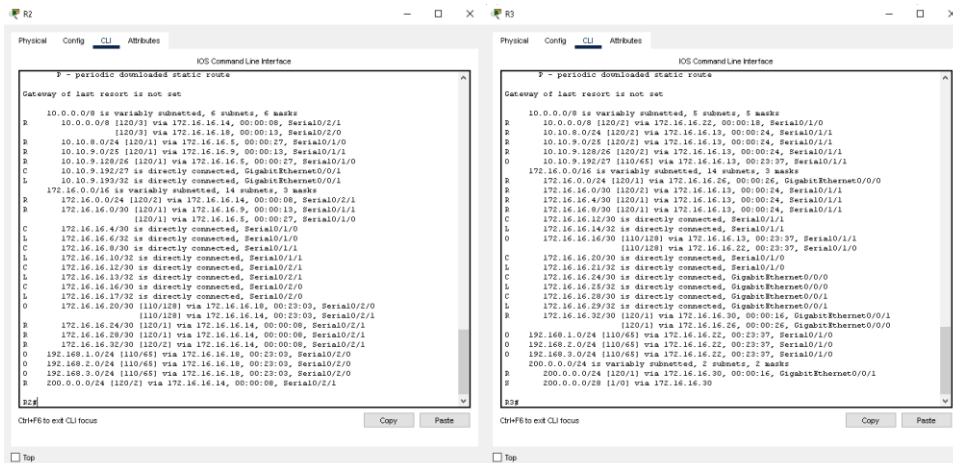 R2
Physical Config CLI Attributes
IOS Command Line Interface
P - periodic downloaded static route
Gateway of last resort is not set
10.0.0.0/8 is variably subnetted, 6 subnets, 6 masks
R 10.0.0.0/8 [120/3] via 172.16.16.14, 00:00:08, Serial0/2/1
[120/3] via 172.16.16.18, 00:00:13, Serial0/2/0
R 10.10.8.0/24 [120/1] via 172.16.16.5, 00:00:27, Serial0/1/0
R 10.10.9.0/25 [120/1] via 172.16.16.9, 00:00:13, Serial0/1/1
R 10.10.9.128/26 [120/1] via 172.16.16.5, 00:00:27, Serial0/1/0
C 10.10.9.192/27 is directly connected, GigabitEthernet0/0/1
L 10.10.9.193/32 is directly connected, GigabitEthernet0/0/1
172.16.0.0/16 is variably subnetted, 14 subnets, 3 masks
R 172.16.0.0/24 [120/2] via 172.16.16.14, 00:00:08, Serial0/2/1
R 172.16.16.0/30 [120/1] via 172.16.16.9, 00:00:13, Serial0/1/1
[120/1] via 172.16.16.5, 00:00:27, Serial0/1/0
C 172.16.16.4/30 is directly connected, Serial0/1/0
L 172.16.16.6/32 is directly connected, Serial0/1/0
C 172.16.16.8/30 is directly connected, Serial0/1/1
L 172.16.16.10/32 is directly connected, Serial0/1/1
C 172.16.16.12/30 is directly connected, Serial0/2/1
L 172.16.16.13/32 is directly connected, Serial0/2/1
C 172.16.16.16/30 is directly connected, Serial0/2/0
L 172.16.16.17/32 is directly connected, Serial0/2/0
O 172.16.16.20/30 [110/128] via 172.16.16.18, 00:23:03, Serial0/2/0
[110/128] via 172.16.16.14, 00:23:03, Serial0/2/1
R 172.16.16.24/30 [120/1] via 172.16.16.14, 00:00:08, Serial0/2/1
R 172.16.16.28/30 [120/1] via 172.16.16.14, 00:00:08, Serial0/2/1
R 172.16.16.32/30 [120/2] via 172.16.16.14, 00:00:08, Serial0/2/1
O 192.168.1.0/24 [110/65] via 172.16.16.18, 00:23:03, Serial0/2/0
O 192.168.2.0/24 [110/65] via 172.16.16.18, 00:23:03, Serial0/2/0
O 192.168.3.0/24 [110/65] via 172.16.16.18, 00:23:03, Serial0/2/0
R 200.0.0.0/24 [120/2] via 172.16.16.14, 00:00:08, Serial0/2/1
R2#
Ctrl+F6 to exit CLI focus
Copy Paste
Top
R3
Physical Config CLI Attributes
IOS Command Line Interface
P - periodic downloaded static route
Gateway of last resort is not set
10.0.0.0/8 is variably subnetted, 5 subnets, 5 masks
R 10.0.0.0/8 [120/2] via 172.16.16.22, 00:00:18, Serial0/1/0
R 10.10.8.0/24 [120/2] via 172.16.16.13, 00:00:24, Serial0/1/1
R 10.10.9.0/25 [120/2] via 172.16.16.13, 00:00:24, Serial0/1/1
R 10.10.9.128/26 [120/2] via 172.16.16.13, 00:00:24, Serial0/1/1
O 10.10.9.192/27 [110/65] via 172.16.16.13, 00:23:37, Serial0/1/1
172.16.0.0/16 is variably subnetted, 14 subnets, 3 masks
R 172.16.0.0/24 [120/1] via 172.16.16.26, 00:00:26, GigabitEthernet0/0/0
R 172.16.16.0/30 [120/2] via 172.16.16.13, 00:00:24, Serial0/1/1
R 172.16.16.4/30 [120/1] via 172.16.16.13, 00:00:24, Serial0/1/1
R 172.16.16.8/30 [120/1] via 172.16.16.13, 00:00:24, Serial0/1/1
C 172.16.16.12/30 is directly connected, Serial0/1/1
L 172.16.16.14/32 is directly connected, Serial0/1/1
O 172.16.16.16/30 [110/128] via 172.16.16.13, 00:23:37, Serial0/1/1
[110/128] via 172.16.16.22, 00:23:37, Serial0/1/0
C 172.16.16.20/30 is directly connected, Serial0/1/0
L 172.16.16.21/32 is directly connected, Serial0/1/0
C 172.16.16.24/30 is directly connected, GigabitEthernet0/0/0
L 172.16.16.25/32 is directly connected, GigabitEthernet0/0/0
C 172.16.16.28/30 is directly connected, GigabitEthernet0/0/1
L 172.16.16.29/32 is directly connected, GigabitEthernet0/0/1
R 172.16.16.32/30 [120/1] via 172.16.16.30, 00:00:16, GigabitEthernet0/0/1
[120/1] via 172.16.16.26, 00:00:26, GigabitEthernet0/0/0
O 192.168.1.0/24 [110/65] via 172.16.16.22, 00:23:37, Serial0/1/0
O 192.168.2.0/24 [110/65] via 172.16.16.22, 00:23:37, Serial0/1/0
O 192.168.3.0/24 [110/65] via 172.16.16.22, 00:23:37, Serial0/1/0
200.0.0.0/24 is variably subnetted, 2 subnets, 2 masks
R 200.0.0.0/24 [120/1] via 172.16.16.30, 00:00:16, GigabitEthernet0/0/1
S 200.0.0.0/28 [1/0] via 172.16.16.30
R3#
Ctrl+F6 to exit CLI focus
Copy Paste
Top